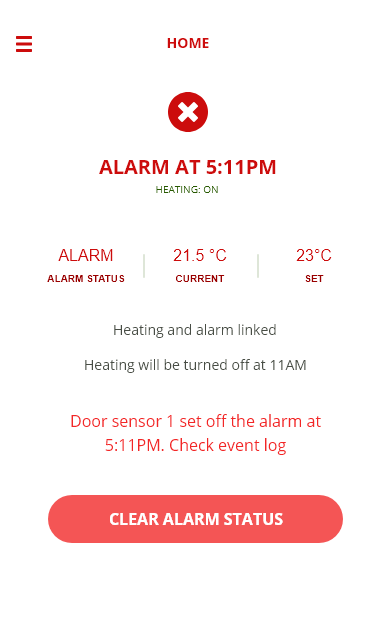 HOME
ALARM AT 5:11PM
HEATING: ON
ALARM 21.5 °C 23°C
ALARM STATUS CURRENT SET
Heating and alarm linked
Heating will be turned off at 11AM
Door sensor 1 set off the alarm at
5:11PM. Check event log
CLEAR ALARM STATUS